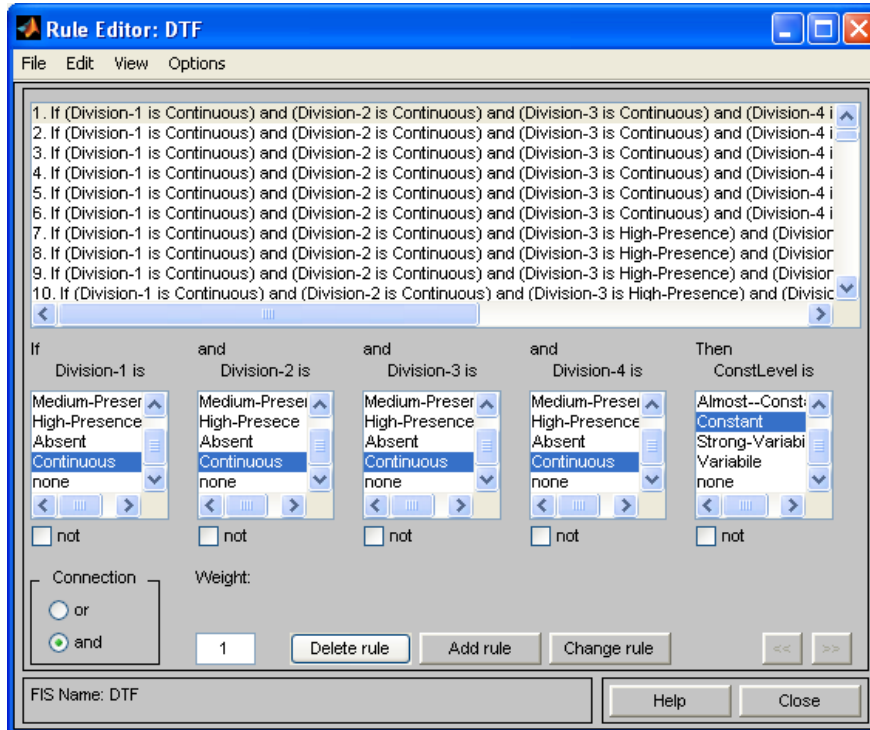 Rule Editor: DTF
File Edit View Options
1. If (Division-1 is Continuous) and (Division-2 is Continuous) and (Division-3 is Continuous) and (Division-4 i
2. If (Division-1 is Continuous) and (Division-2 is Continuous) and (Division-3 is Continuous) and (Division-4 i
3. If (Division-1 is Continuous) and (Division-2 is Continuous) and (Division-3 is Continuous) and (Division-4 i
4. If (Division-1 is Continuous) and (Division-2 is Continuous) and (Division-3 is Continuous) and (Division-4 i
5. If (Division-1 is Continuous) and (Division-2 is Continuous) and (Division-3 is Continuous) and (Division-4 i
6. If (Division-1 is Continuous) and (Division-2 is Continuous) and (Division-3 is Continuous) and (Division-4 i
7. If (Division-1 is Continuous) and (Division-2 is Continuous) and (Division-3 is High-Presence) and (Division
8. If (Division-1 is Continuous) and (Division-2 is Continuous) and (Division-3 is High-Presence) and (Division
9. If (Division-1 is Continuous) and (Division-2 is Continuous) and (Division-3 is High-Presence) and (Division
10. If (Division-1 is Continuous) and (Division-2 is Continuous) and (Division-3 is High-Presence) and (Divisic
If and and and Then
Division-1 is Division-2 is Division-3 is Division-4 is ConstLevel is
Medium-Preser Medium-Preser Medium-Preser Medium-Preser Almost--Const
High-Presence High-Presece High-Presence High-Presence Constant
Absent Absent Absent Absent Strong-Variabi
Continuous Continuous Continuous Continuous Variabile
none none none none none
not not not not not
Connection Weight:
or
and 1 Delete rule Add rule Change rule << >>
FIS Name: DTF Help Close